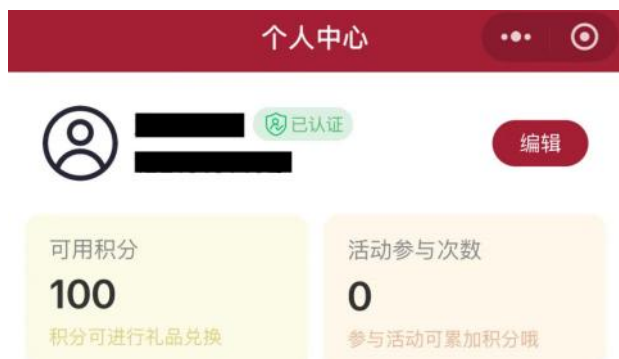 个人中心
已认证
编辑
可用积分
100
积分可进行礼品兑换
活动参与次数
0
参与活动可累加积分哦